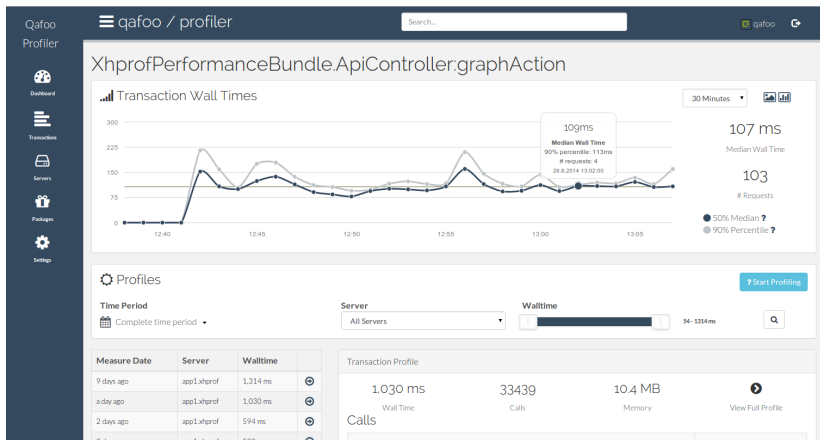 Qafoo
Profiler
qafoo / profiler
Search...
qafoo
Dashboard
Transactions
Servers
Packages
Settings
XhprofPerformanceBundle.ApiController:graphAction
Transaction Wall Times
30 Minutes
300
225
150
75
0
12:40
12:45
12:50
12:55
13:00
13:05
109ms
Median Wall Time
90% percentile: 113ms
# requests: 4
26.8.2014 13:02:00
107 ms
Median Wall Time
103
# Requests
50% Median ?
90% Percentile ?
Profiles
? Start Profiling
Time Period
Complete time period
Server
All Servers
Walltime
54 - 1314 ms
Measure Date Server Walltime
9 days ago app1.xhprof 1,314 ms
a day ago app1.xhprof 1,030 ms
2 days ago app1.xhprof 594 ms
Transaction Profile
1,030 ms
Wall Time
33439
Calls
10.4 MB
Memory
View Full Profile
Calls